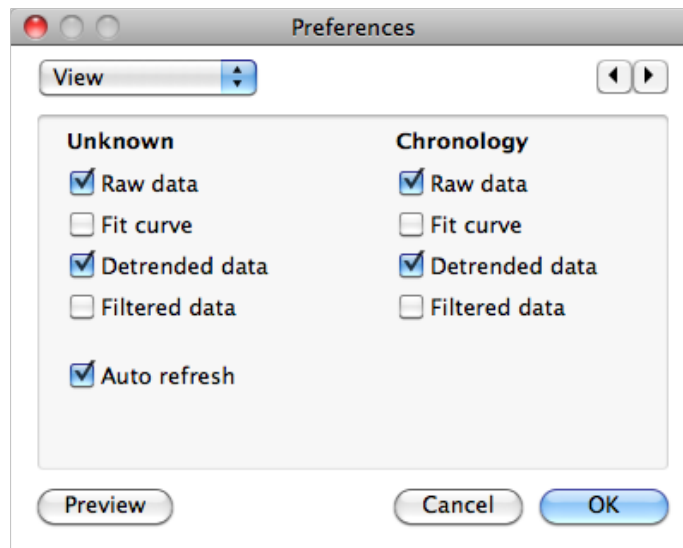 Preferences
View
Unknown
Raw data
Fit curve
Detrended data
Filtered data
Auto refresh
Chronology
Raw data
Fit curve
Detrended data
Filtered data
Preview
Cancel
OK